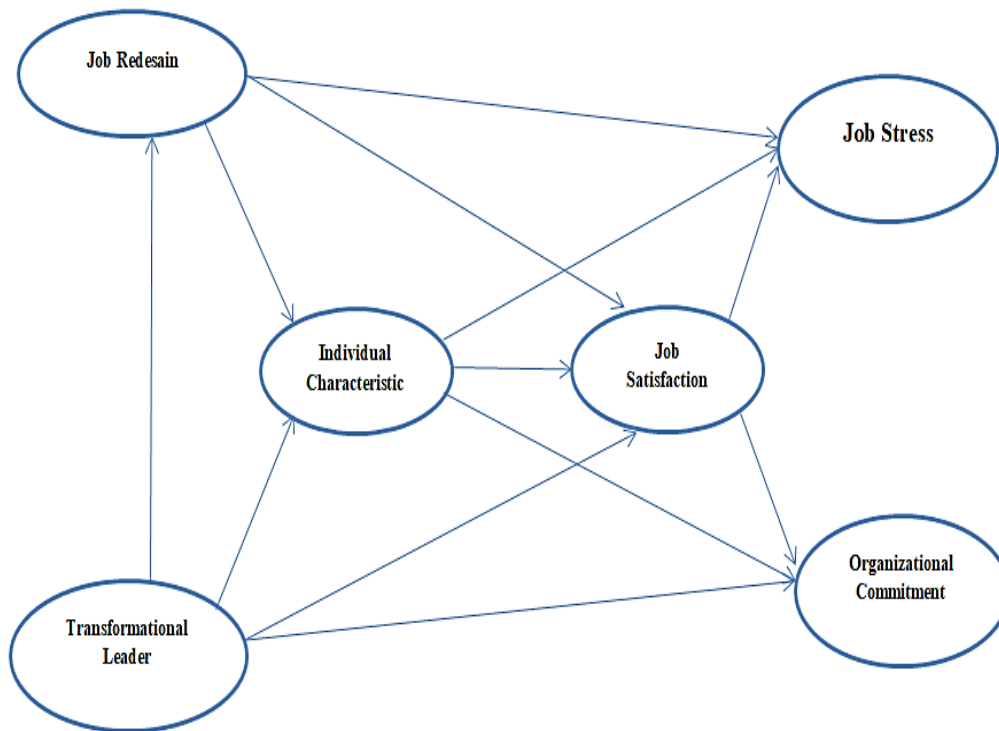 Job Redesain
Job Stress
Individual
Characteristic
Job
Satisfaction
Organizational
Commitment
Transformational
Leader